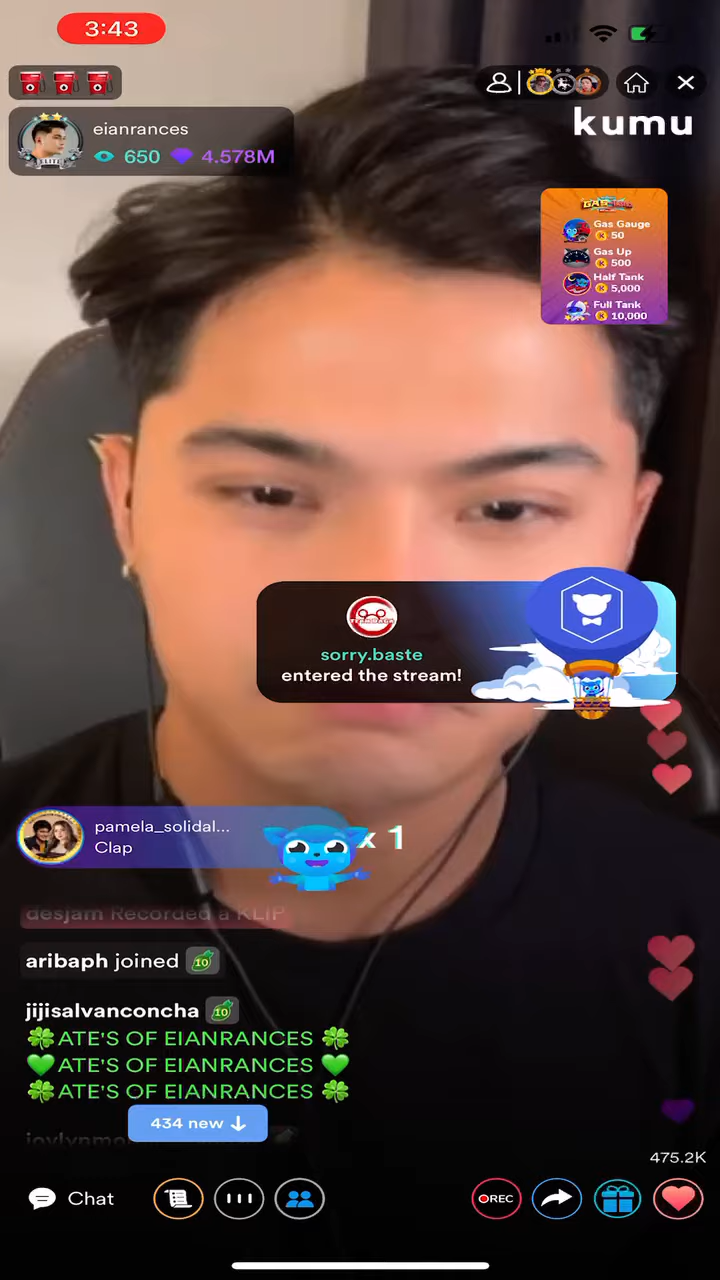 3:43
kumu
eianrances
650 4.578M
ELITE
Gas Gauge
50
Gas Up
500
Half Tank
5,000
Full Tank
10,000
sorry.baste
entered the stream!
pamela_solidal...
Clap
x 1
desjam Recorded a KLIP
aribaph joined 10
jijisalvanconcha 10
🍀ATE'S OF EIANRANCES 🍀
💚ATE'S OF EIANRANCES 💚
🍀ATE'S OF EIANRANCES 🍀
434 new ↓
475.2K
Chat
REC